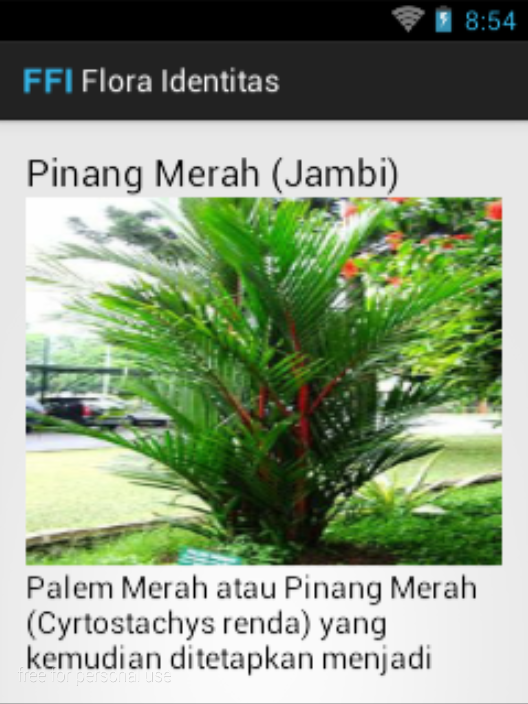 8:54
FFI Flora Identitas
Pinang Merah (Jambi)
Palem Merah atau Pinang Merah
(Cyrtostachys renda) yang
kemudian ditetapkan menjadi
free for personal use